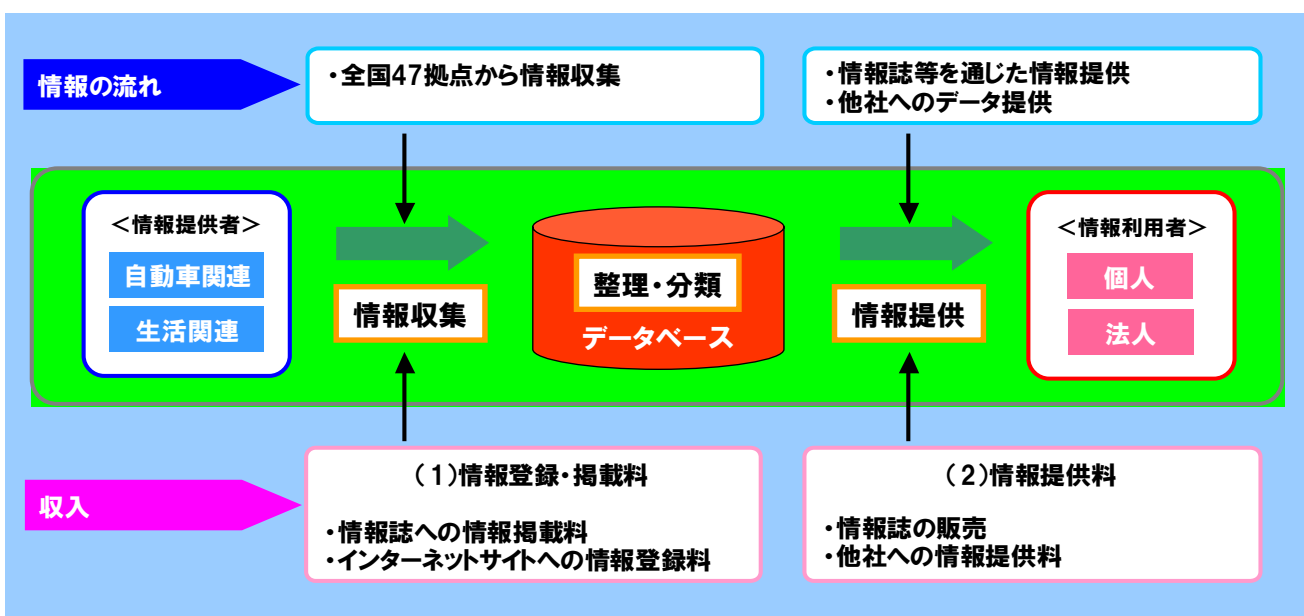 情報の流れ
・全国47拠点から情報収集
・情報誌等を通じた情報提供
・他社へのデータ提供
＜情報提供者＞
自動車関連
生活関連
情報収集
整理・分類
データベース
情報提供
＜情報利用者＞
個人
法人
収入
（1）情報登録・掲載料
・情報誌への情報掲載料
・インターネットサイトへの情報登録料
（2）情報提供料
・情報誌の販売
・他社への情報提供料